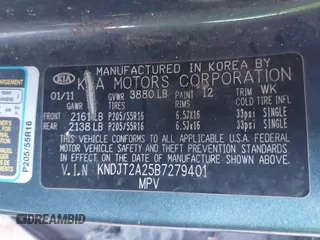 MANUFACTURED IN KOREA BY
KIA KIA MOTORS CORPORATION
01/11 GVWR 3880 LB PAINT I2 TRIM WK
GAWR TIRES RIMS COLD TIRE INFL
FRONT 2161 LB P205/55R16 6.5JX16 33psi SINGLE
REAR 2138 LB P205/55R16 6.5JX16 33psi SINGLE
THIS VEHICLE CONFORMS TO ALL APPLICABLE U.S.A FEDERAL MOTOR
VEHICLE SAFETY, BUMPER, AND THEFT PREVENTION STANDARDS
IN EFFECT ON THE DATE OF MANUFACTURE SHOWN ABOVE.
V.I.N KNDJT2A25B7279401
MPV
P205/55R16
DREAMBID